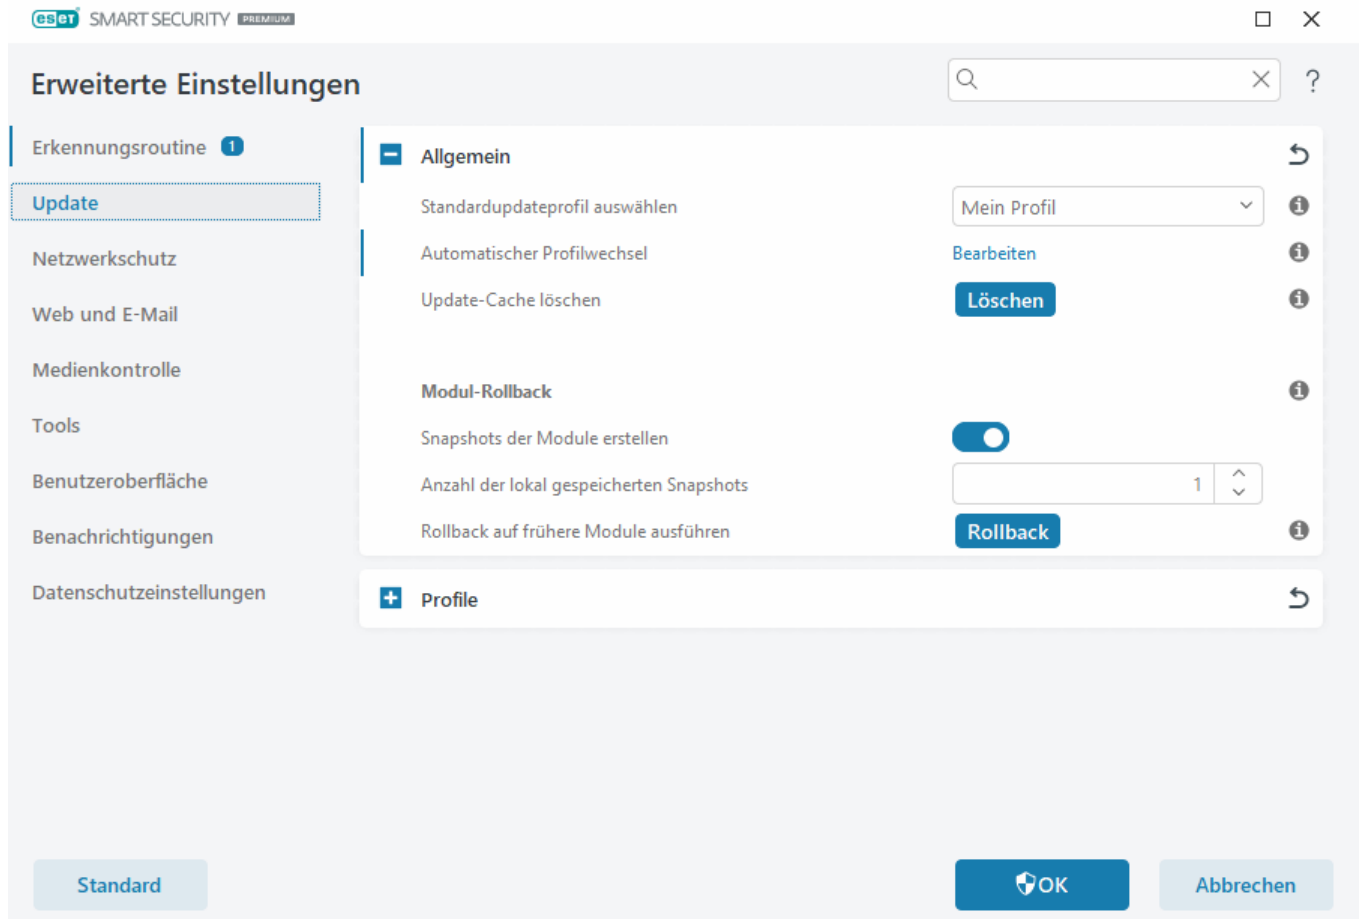 eset SMART SECURITY PREMIUM
Erweiterte Einstellungen
?
Erkennungsroutine 1
Update
Netzwerkschutz
Web und E-Mail
Medienkontrolle
Tools
Benutzeroberfläche
Benachrichtigungen
Datenschutzeinstellungen
Allgemein
Standardupdateprofil auswählen Mein Profil
Automatischer Profilwechsel Bearbeiten
Update-Cache löschen Löschen
Modul-Rollback
Snapshots der Module erstellen
Anzahl der lokal gespeicherten Snapshots 1
Rollback auf frühere Module ausführen Rollback
Profile
Standard OK Abbrechen